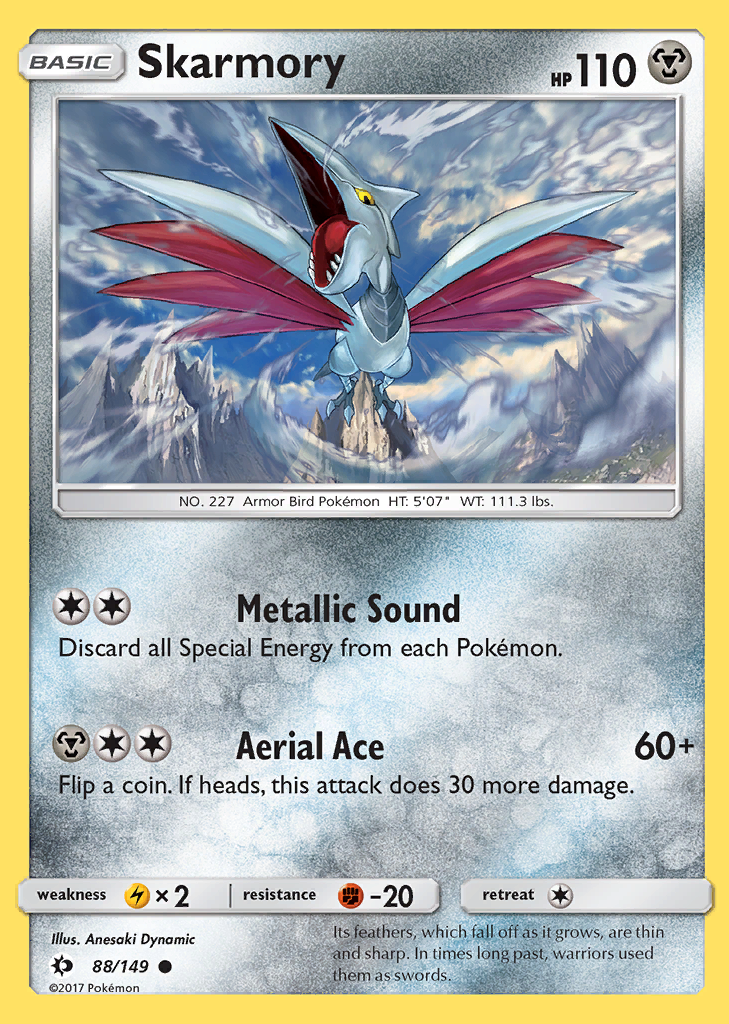 BASIC Skarmory HP 110
NO. 227 Armor Bird Pokémon HT: 5'07" WT: 111.3 lbs.
Metallic Sound
Discard all Special Energy from each Pokémon.
Aerial Ace 60+
Flip a coin. If heads, this attack does 30 more damage.
weakness × 2 resistance -20 retreat
Illus. Anesaki Dynamic
88/149
©2017 Pokémon
Its feathers, which fall off as it grows, are thin
and sharp. In times long past, warriors used
them as swords.